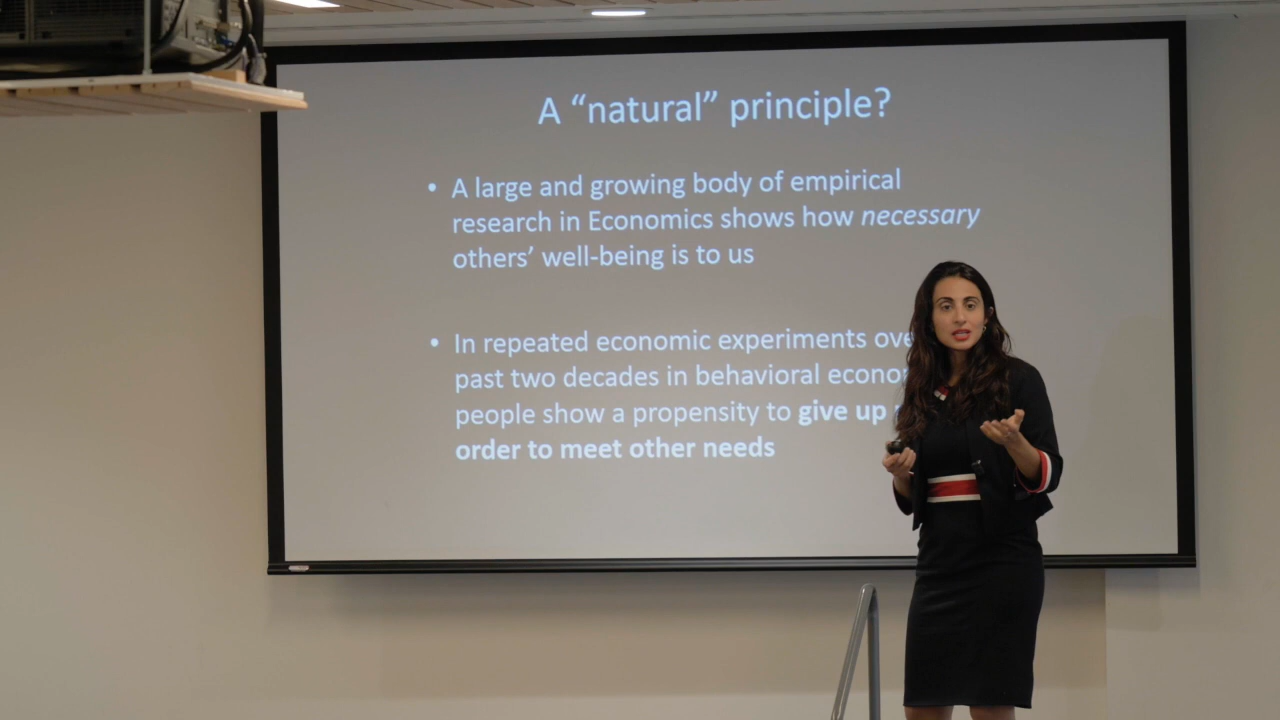 A “natural” principle?
• A large and growing body of empirical
research in Economics shows how necessary
others’ well-being is to us
• In repeated economic experiments
past two decades in behavioral
people show a propensity to give up
order to meet other needs